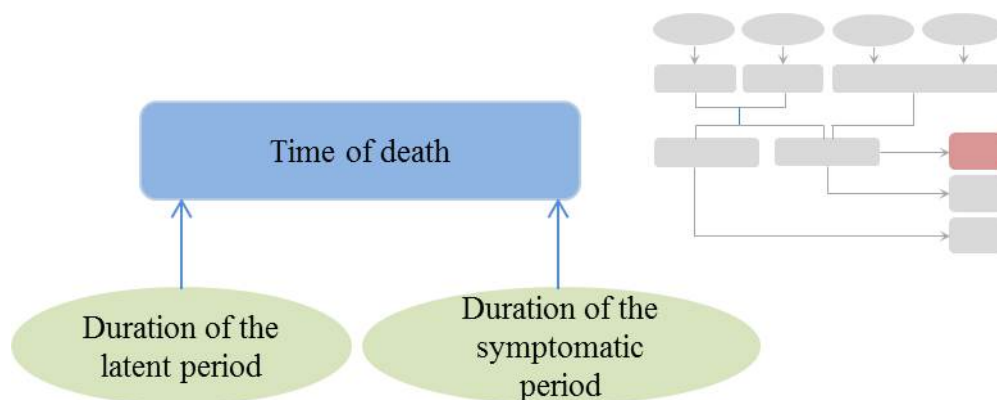 Time of death
Duration of the
latent period
Duration of the
symptomatic
period